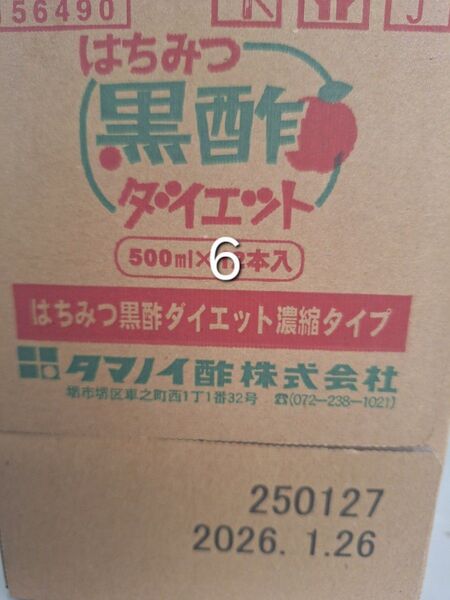 56490
はちみつ
黒酢
ダイエット
500ml×12本入
6
はちみつ黒酢ダイエット濃縮タイプ
タマノイ酢株式会社
堺市堺区車之町西1丁1番32号 ☎(072-238-1021)
250127
2026. 1.26